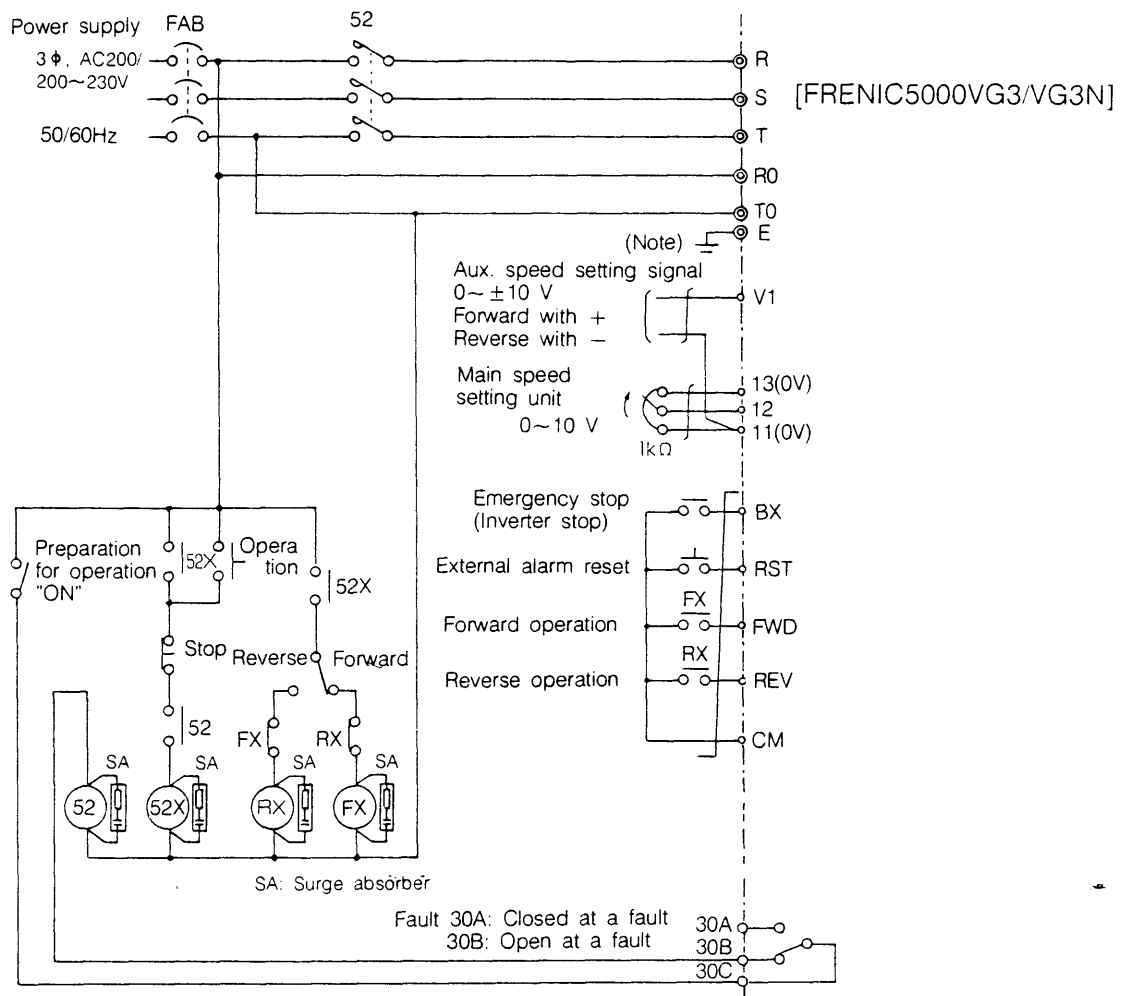 Power supply FAB 52
3φ, AC200/
200~230V
50/60Hz
R
S
T
R0
T0
E
[FRENIC5000VG3/VG3N]
(Note)
Aux. speed setting signal
0~ ±10 V
Forward with +
Reverse with −
V1
Main speed
setting unit
0~10 V
1kΩ
13(0V)
12
11(0V)
Emergency stop
(Inverter stop)
BX
External alarm reset
RST
FX
Forward operation
FWD
RX
Reverse operation
REV
CM
Preparation
for operation
"ON"
52X
Opera
tion
52X
Stop
Reverse Forward
52
FX RX
SA SA SA SA
52 52X RX FX
SA: Surge absorber
Fault 30A: Closed at a fault
30B: Open at a fault
30A
30B
30C